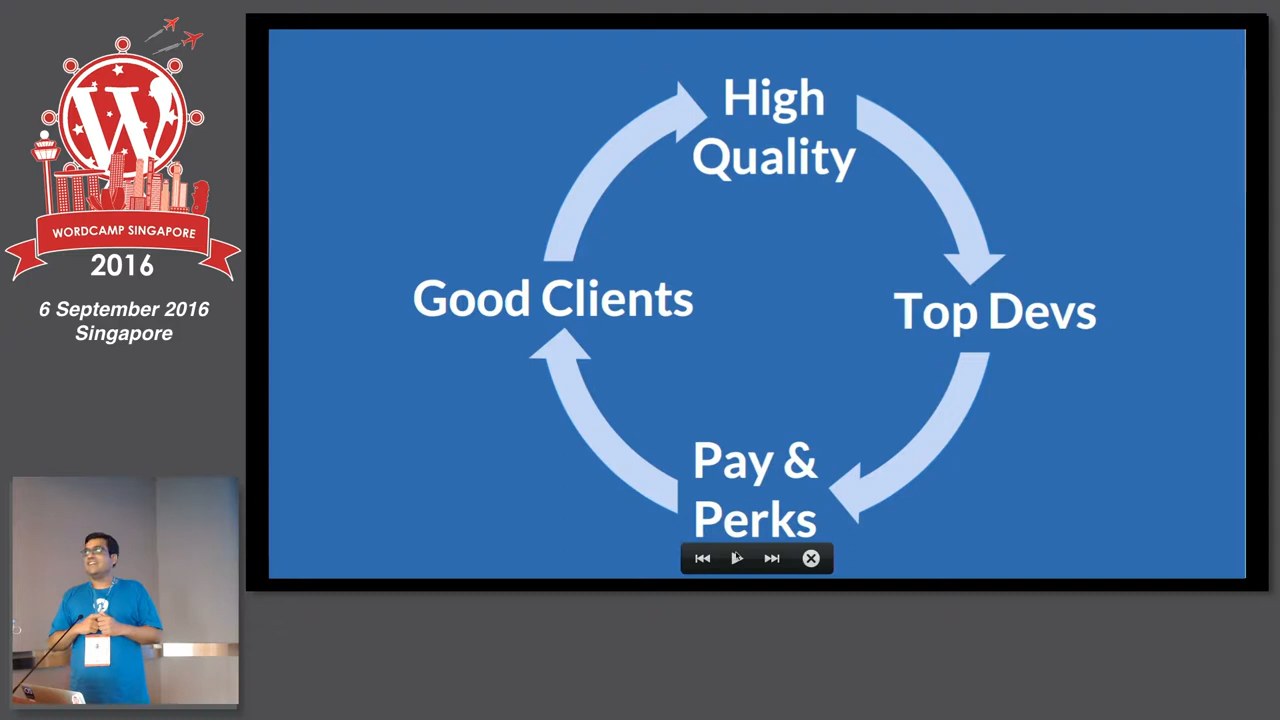 W
WORDCAMP SINGAPORE
2016
6 September 2016
Singapore
High
Quality
Good Clients
Top Devs
Pay &
Perks